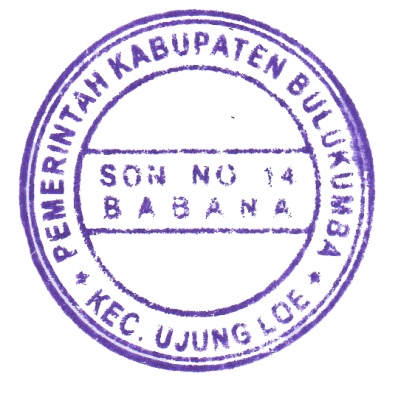 PEMERINTAH KABUPATEN BULUKUMBA
SDN NO 14
BABANA
KEC. UJUNG LOE